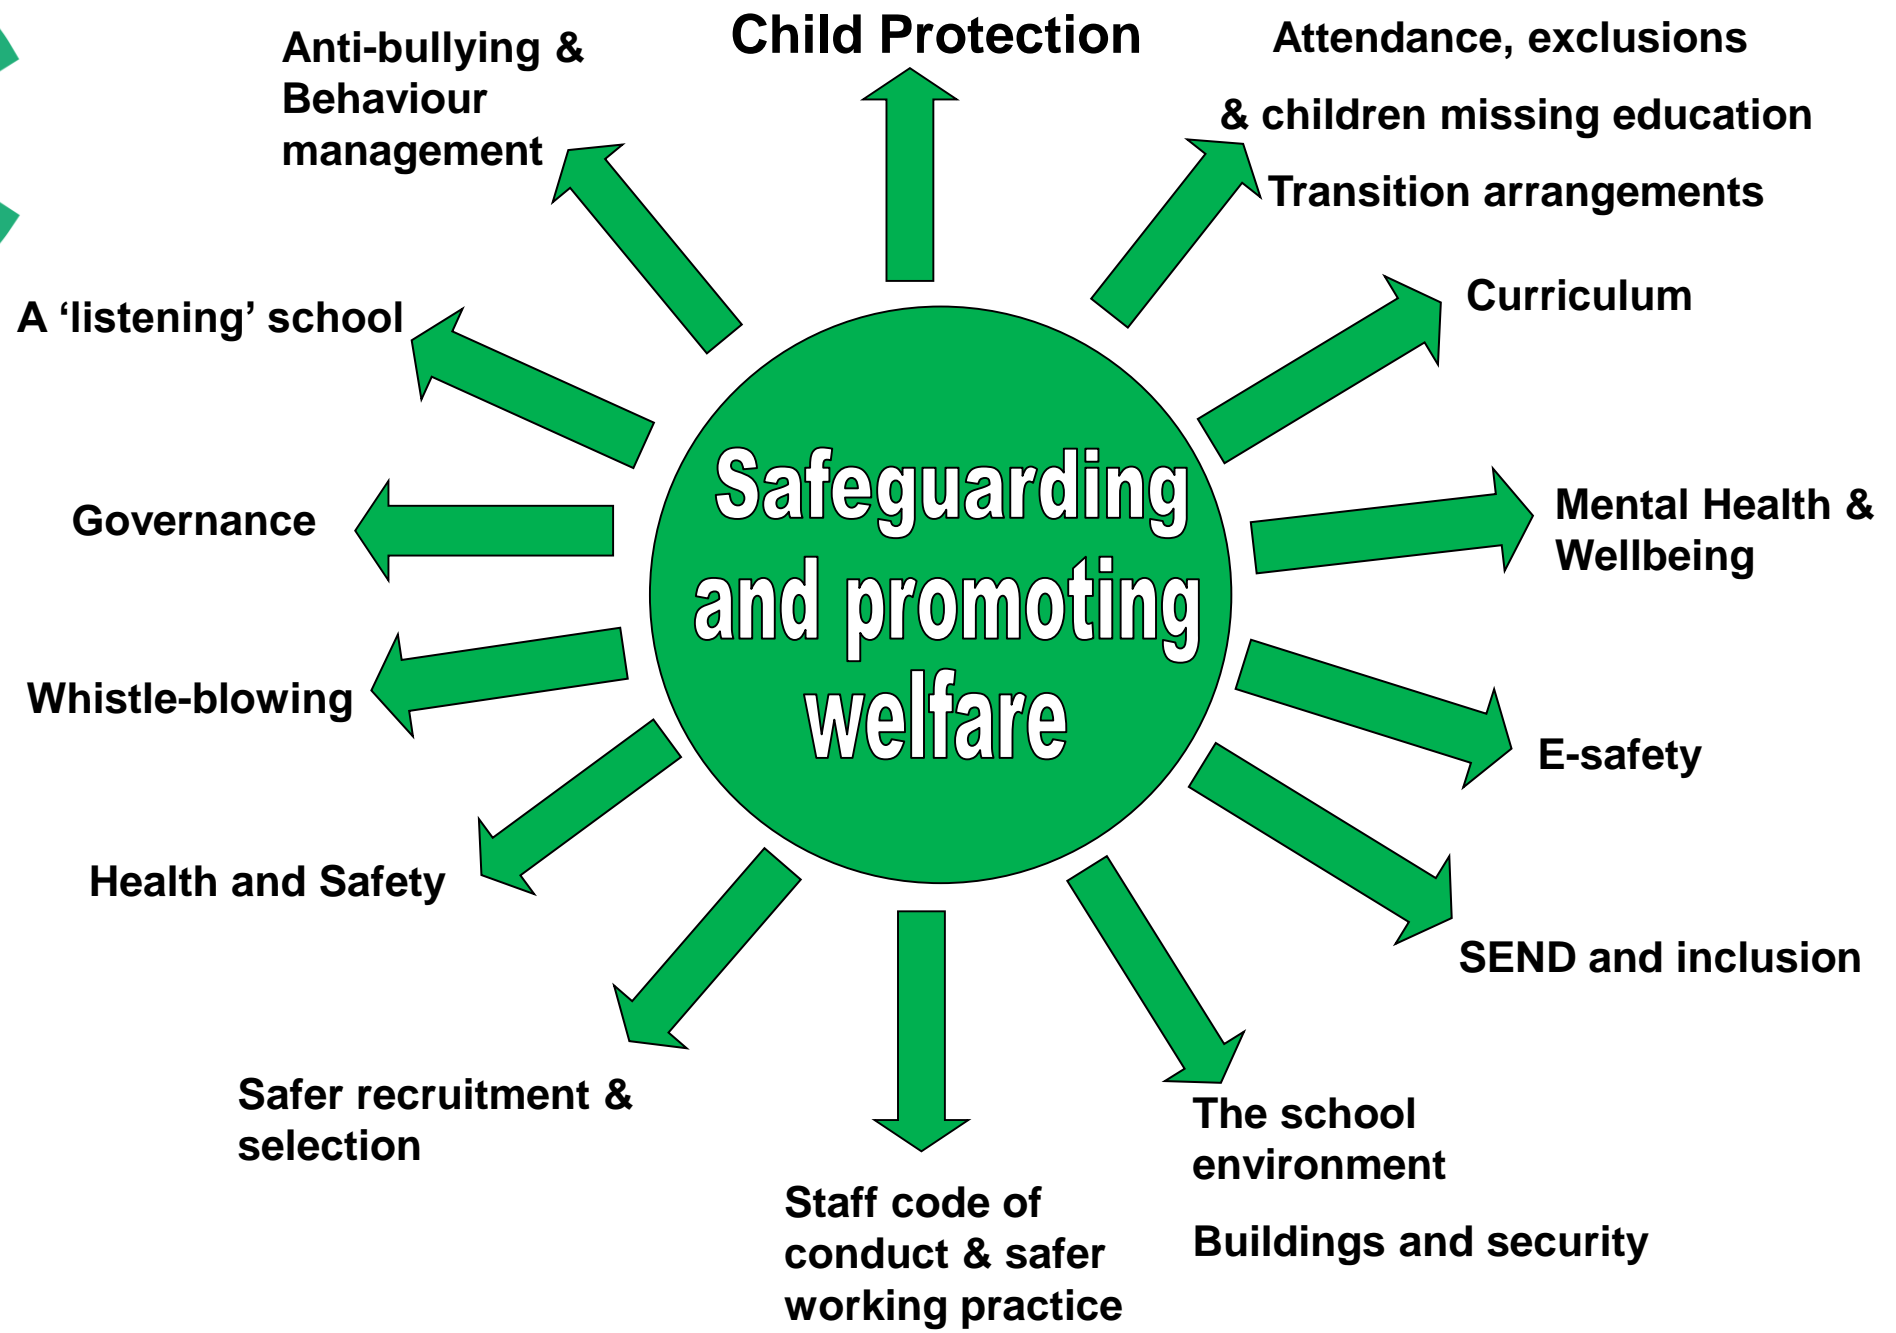 Child Protection
Attendance, exclusions
& children missing education
Transition arrangements
Curriculum
Mental Health &
Wellbeing
E-safety
SEND and inclusion
The school
environment
Buildings and security
Staff code of
conduct & safer
working practice
Safer recruitment &
selection
Health and Safety
Whistle-blowing
Governance
A ‘listening’ school
Anti-bullying &
Behaviour
management
Safeguarding
and promoting
welfare